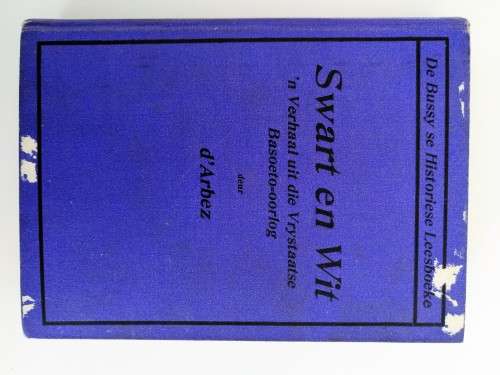 De Bussy se Historiese Leesboeke
Swart en Wit
'n Verhaal uit die Vrystaatse
Basoeto-oorlog
deur
d'Arbez